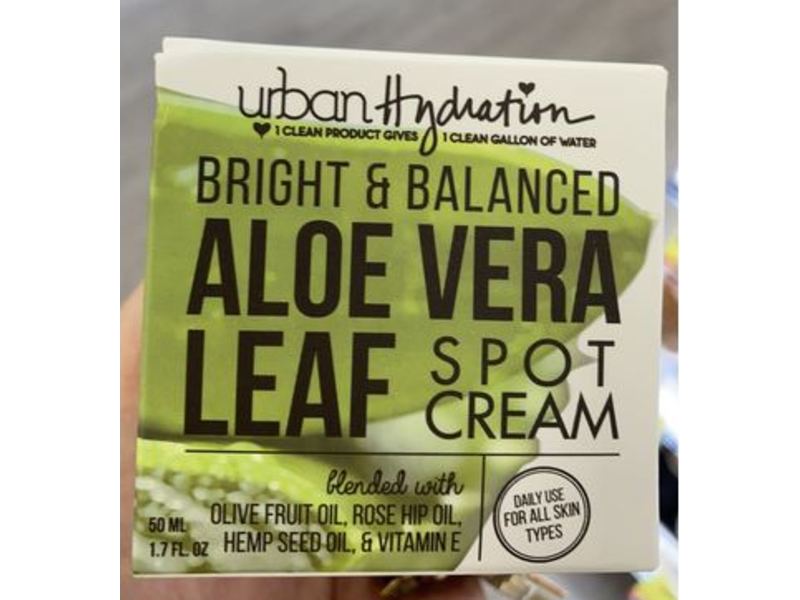 urban Hydration
1 CLEAN PRODUCT GIVES 1 CLEAN GALLON OF WATER
BRIGHT & BALANCED
ALOE VERA
LEAF SPOT
CREAM
blended with
OLIVE FRUIT OIL, ROSE HIP OIL,
HEMP SEED OIL, & VITAMIN E
50 ML
1.7 FL. OZ
DAILY USE
FOR ALL SKIN
TYPES